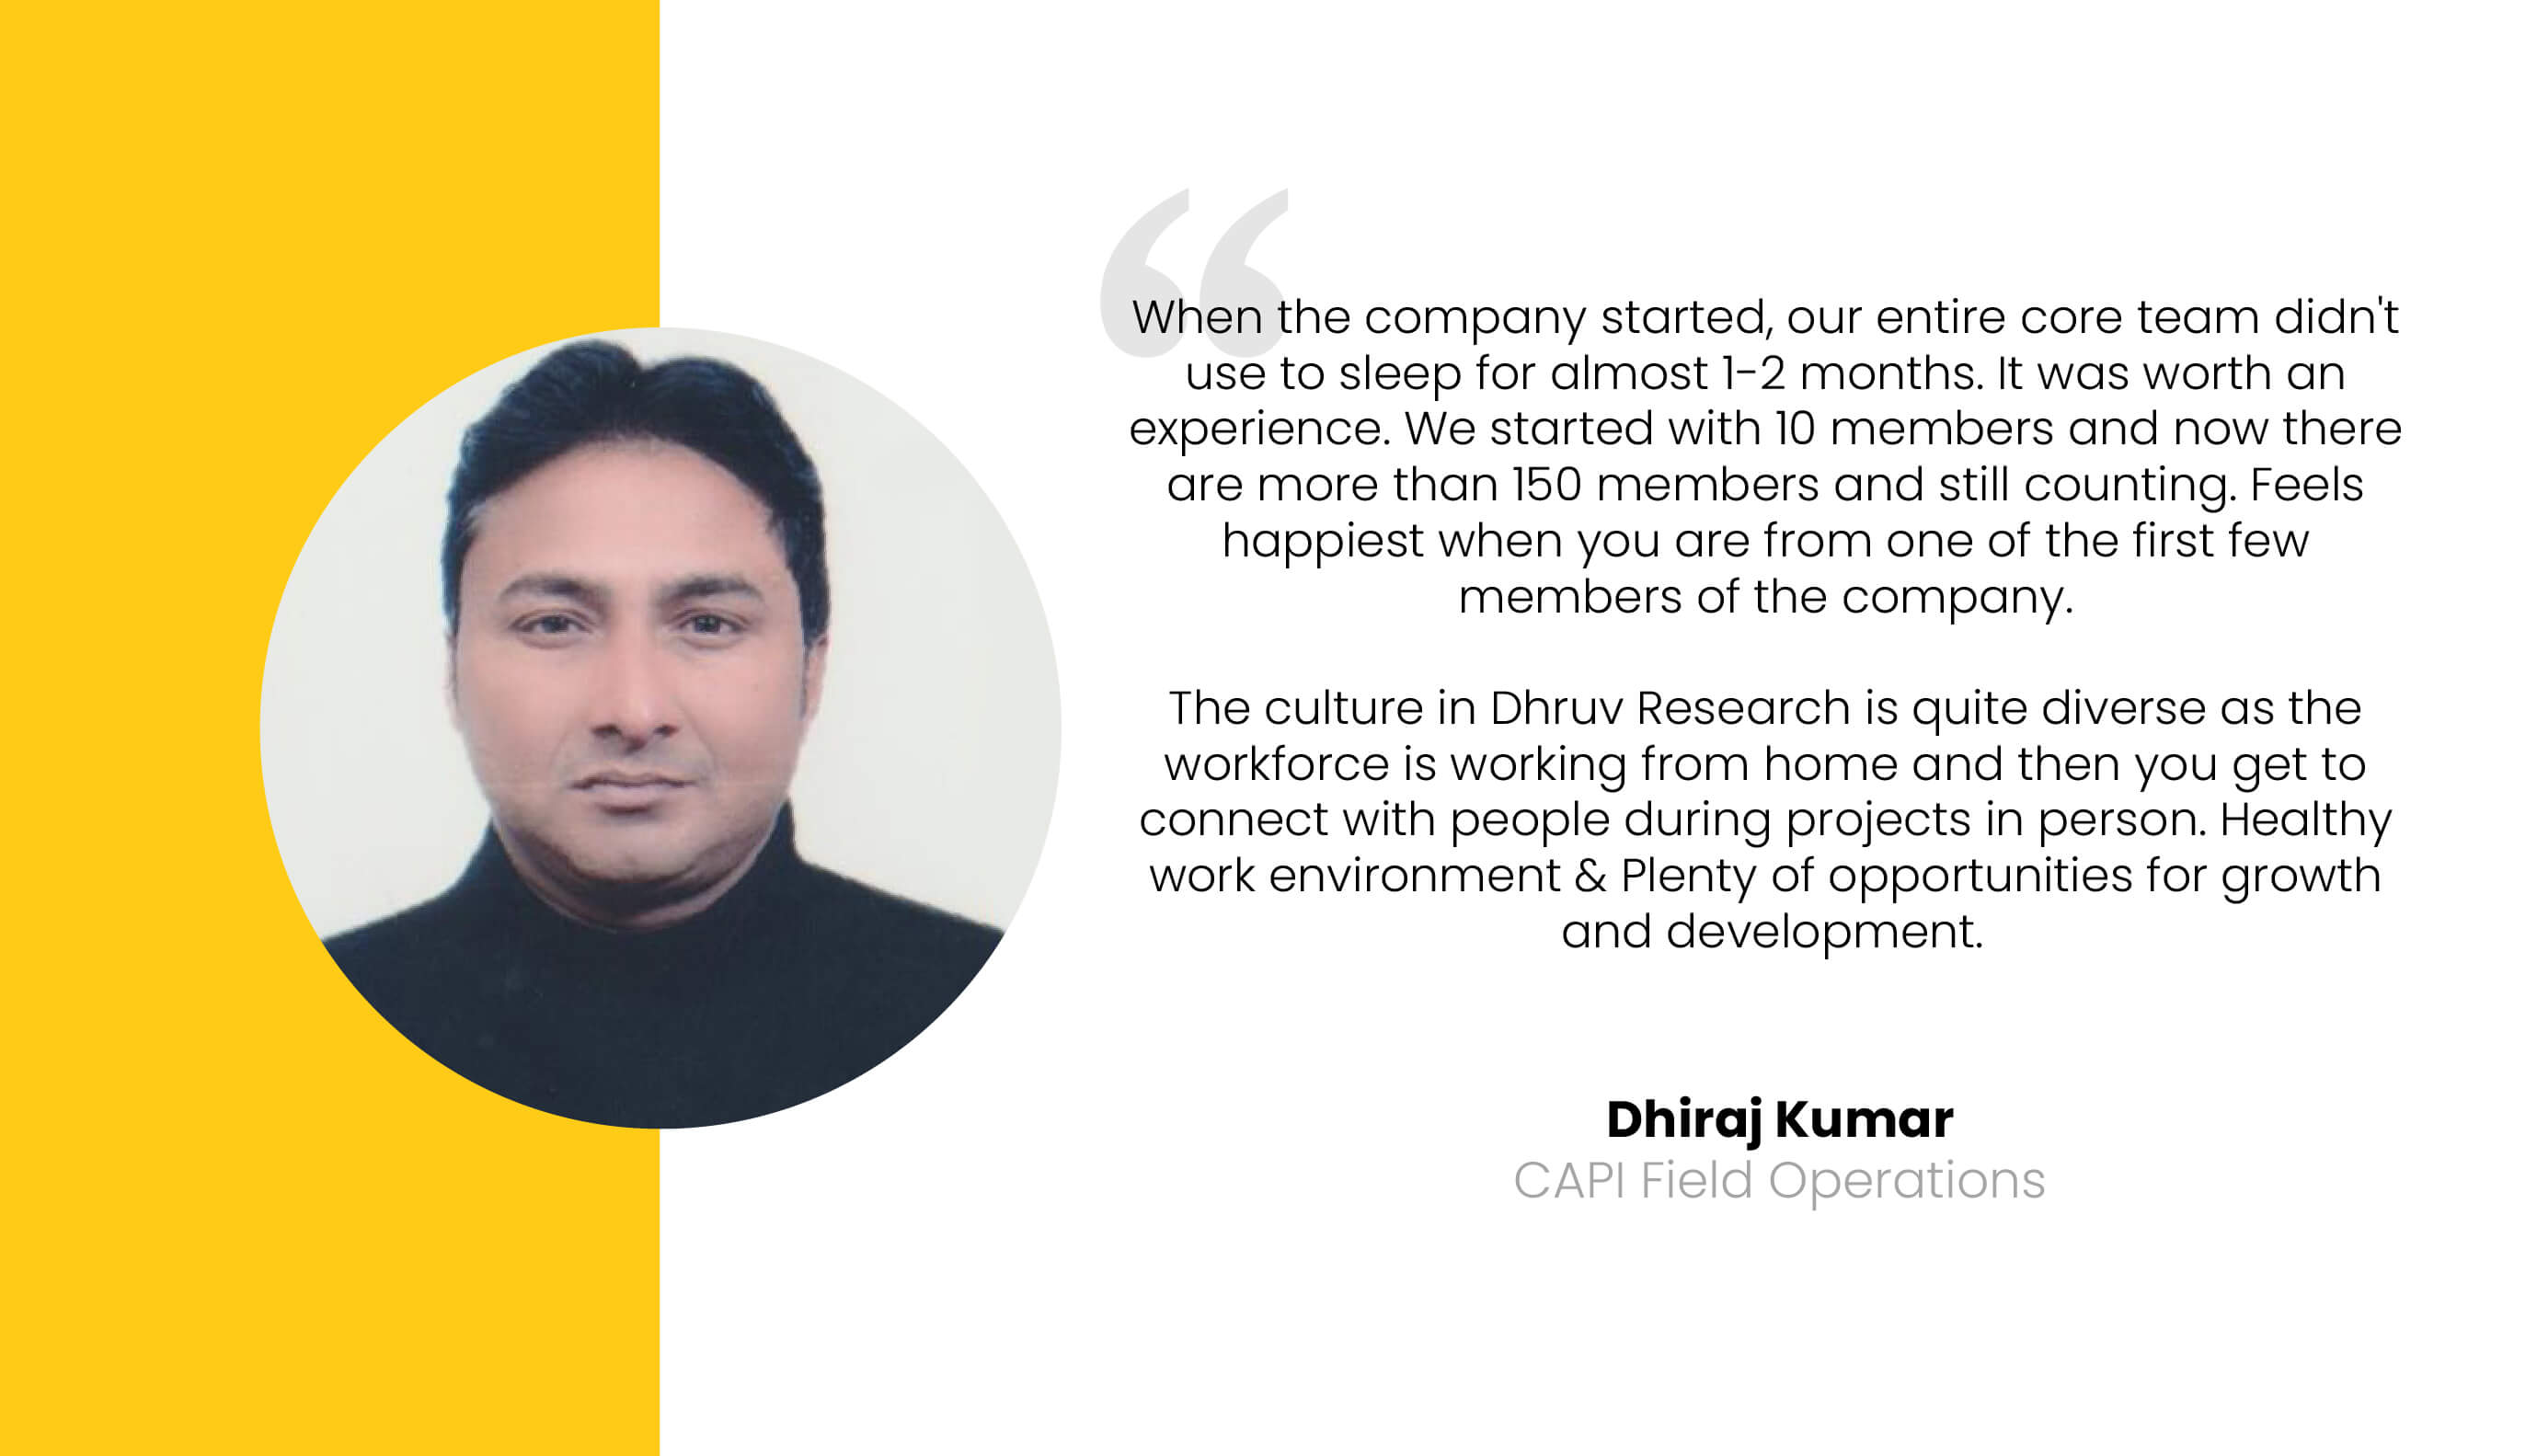 When the company started, our entire core team didn't
use to sleep for almost 1-2 months. It was worth an
experience. We started with 10 members and now there
are more than 150 members and still counting. Feels
happiest when you are from one of the first few
members of the company.
The culture in Dhruv Research is quite diverse as the
workforce is working from home and then you get to
connect with people during projects in person. Healthy
work environment & Plenty of opportunities for growth
and development.
Dhiraj Kumar
CAPI Field Operations